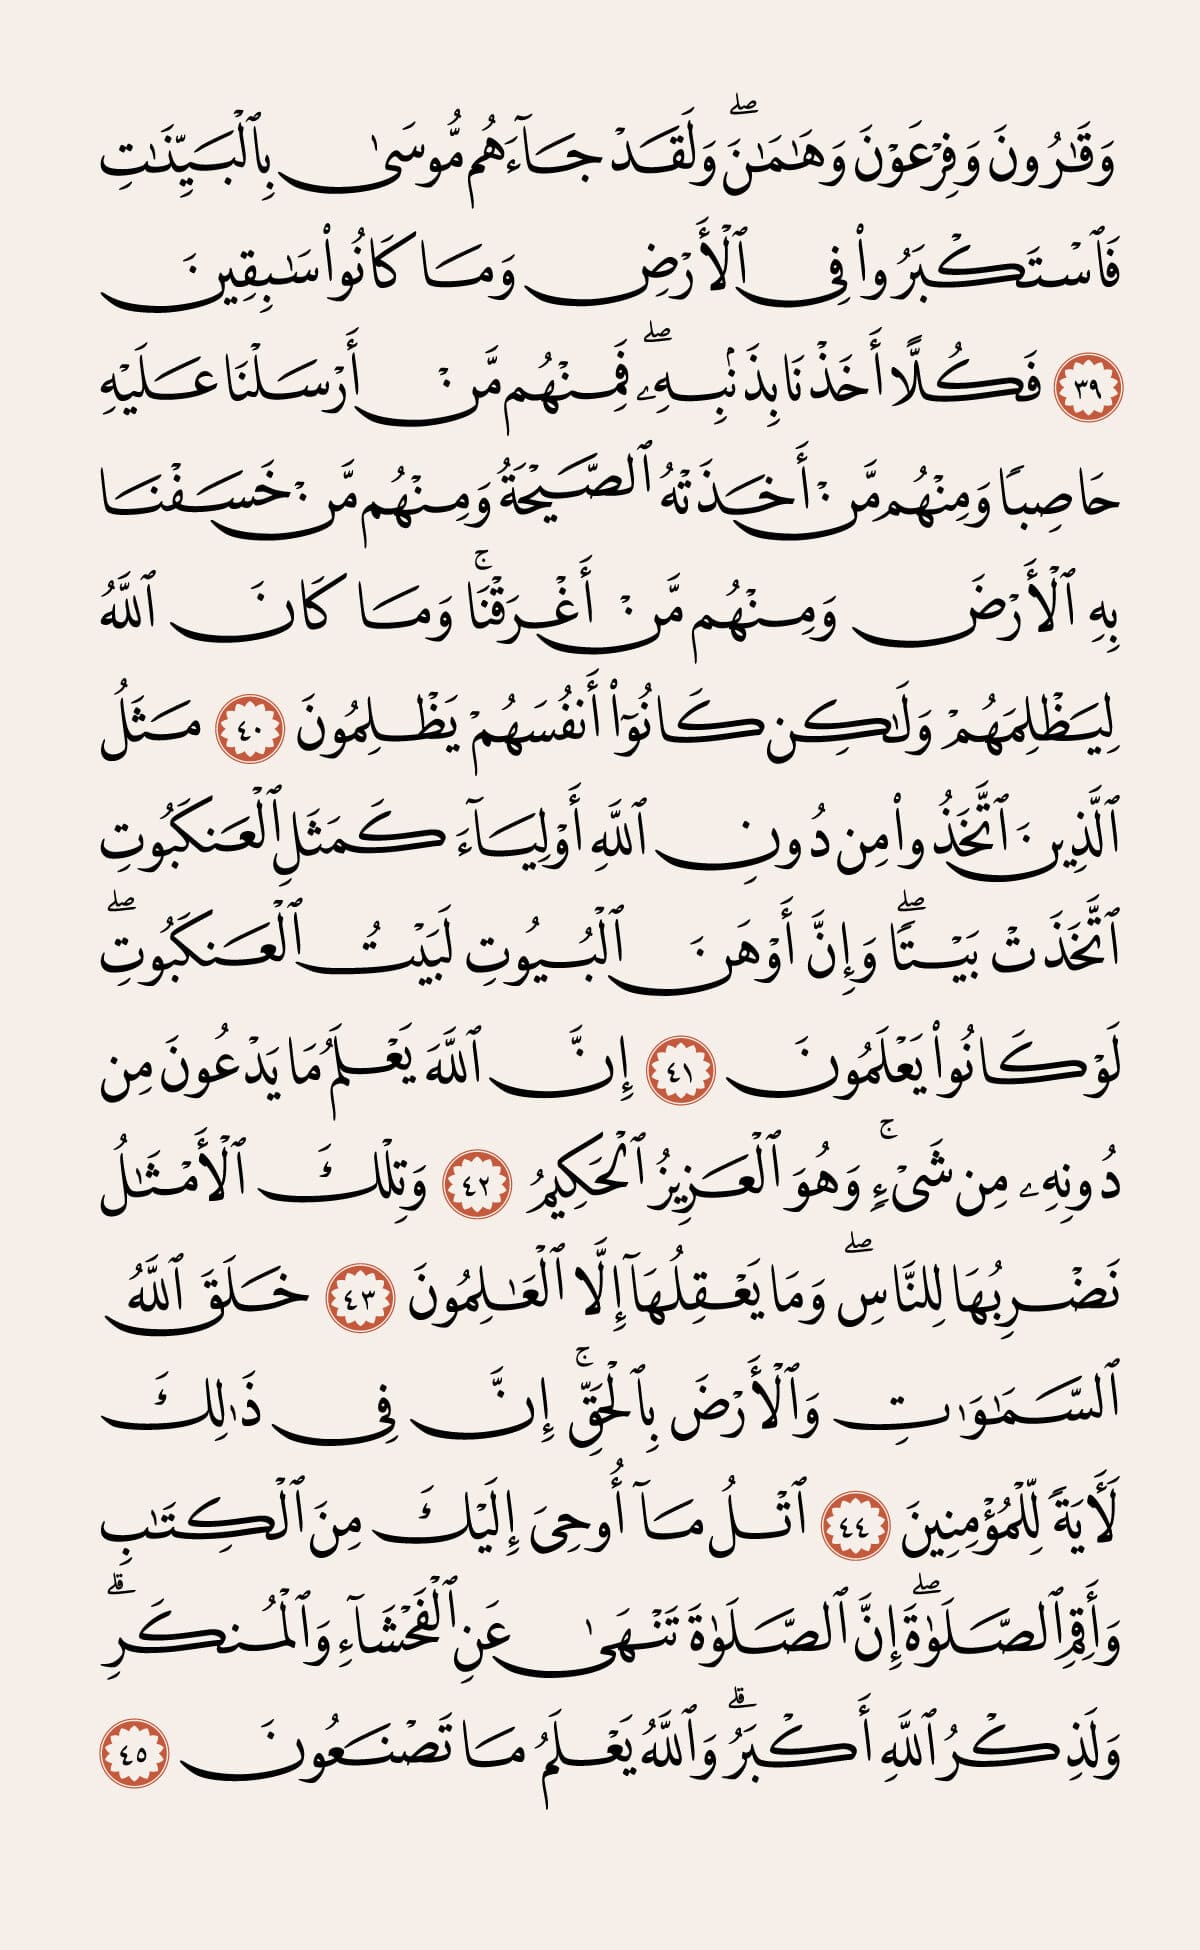 وَقَٰرُونَ وَفِرْعَوْنَ وَهَٰمَٰنَۖ وَلَقَدْ جَآءَهُم مُّوسَىٰ بِٱلْبَيِّنَٰتِ
فَٱسْتَكْبَرُوا۟ فِى ٱلْأَرْضِ وَمَا كَانُوا۟ سَٰبِقِينَ
٣٩ فَكُلًّا أَخَذْنَا بِذَنۢبِهِۦۖ فَمِنْهُم مَّنْ أَرْسَلْنَا عَلَيْهِ
حَاصِبًا وَمِنْهُم مَّنْ أَخَذَتْهُ ٱلصَّيْحَةُ وَمِنْهُم مَّنْ خَسَفْنَا
بِهِ ٱلْأَرْضَ وَمِنْهُم مَّنْ أَغْرَقْنَاۚ وَمَا كَانَ ٱللَّهُ
لِيَظْلِمَهُمْ وَلَٰكِن كَانُوٓا۟ أَنفُسَهُمْ يَظْلِمُونَ ٤٠ مَثَلُ
ٱلَّذِينَ ٱتَّخَذُوا۟ مِن دُونِ ٱللَّهِ أَوْلِيَآءَ كَمَثَلِ ٱلْعَنكَبُوتِ
ٱتَّخَذَتْ بَيْتًاۖ وَإِنَّ أَوْهَنَ ٱلْبُيُوتِ لَبَيْتُ ٱلْعَنكَبُوتِۖ
لَوْ كَانُوا۟ يَعْلَمُونَ ٤١ إِنَّ ٱللَّهَ يَعْلَمُ مَا يَدْعُونَ مِن
دُونِهِۦ مِن شَىْءٍۚ وَهُوَ ٱلْعَزِيزُ ٱلْحَكِيمُ ٤٢ وَتِلْكَ ٱلْأَمْثَٰلُ
نَضْرِبُهَا لِلنَّاسِۖ وَمَا يَعْقِلُهَآ إِلَّا ٱلْعَٰلِمُونَ ٤٣ خَلَقَ ٱللَّهُ
ٱلسَّمَٰوَٰتِ وَٱلْأَرْضَ بِٱلْحَقِّۚ إِنَّ فِى ذَٰلِكَ
لَـَٔايَةً لِّلْمُؤْمِنِينَ ٤٤ ٱتْلُ مَآ أُوحِىَ إِلَيْكَ مِنَ ٱلْكِتَٰبِ
وَأَقِمِ ٱلصَّلَوٰةَۖ إِنَّ ٱلصَّلَوٰةَ تَنْهَىٰ عَنِ ٱلْفَحْشَآءِ وَٱلْمُنكَرِۗ
وَلَذِكْرُ ٱللَّهِ أَكْبَرُۗ وَٱللَّهُ يَعْلَمُ مَا تَصْنَعُونَ ٤٥